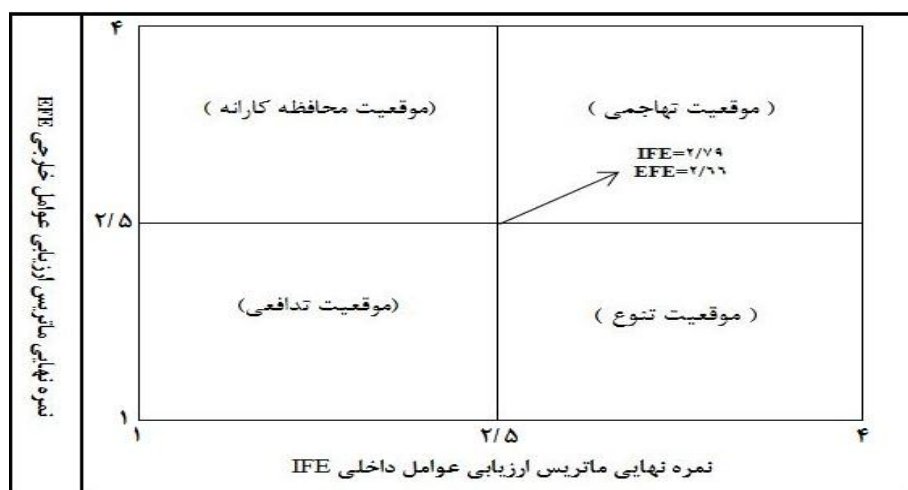 ۴
(موقعیت محافظه کارانه )
( موقعیت تهاجمی )
IFE=۲/۷۹
EFE=۲/٦٦
۲/۵
(موقعیت تدافعی)
( موقعیت تنوع )
۱
۱
۲/۵
۴
نمره نهایی ماتریس ارزیابی عوامل داخلی IFE
نمره نهایی ماتریس ارزیابی عوامل خارجی EFE